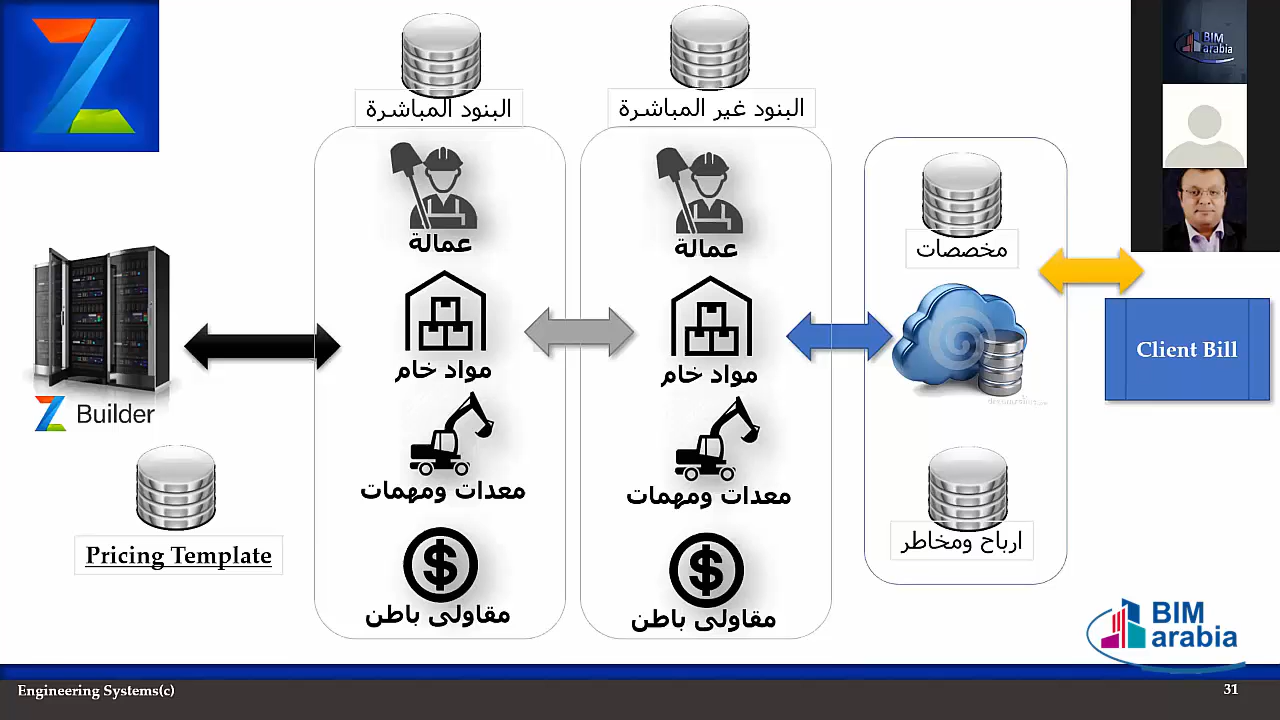 البنود المباشرة
البنود غير المباشرة
BIM
arabia
عمالة
عمالة
مخصصات
مواد خام
مواد خام
Client Bill
Z Builder
معدات ومهمات
معدات ومهمات
Pricing Template
ارباح ومخاطر
مقاولى باطن
مقاولى باطن
BIM
arabia
Engineering Systems(c)
31